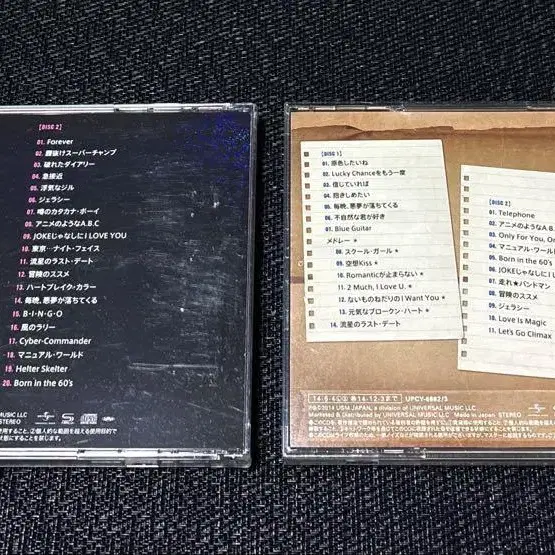 [DISC 2]
01. Forever
02. 腰抜けスーパーチャンプ
03. 破れたダイアリー
04. 急接近
05. 浮気なジル
06. ジェラシー
07. 噂のカタカナ・ボーイ
08. アニメのようなA.B.C
09. JOKEじゃなしに I LOVE YOU
10. 東京…ナイト・フェイス
11. 流星のラスト・デート
12. 冒険のススメ
13. ハートブレイク・カラー
14. 毎晩、悪夢が落ちてくる
15. B・I・N・G・O
16. 風のラリー
17. Cyber-Commander
18. マニュアル・ワールド
19. Helter Skelter
20. Born in the 60's
MUSIC LLC
STEREO
[DISC 1]
01. 原色したいね
02. Lucky Chanceをもう一度
03. 信じていれば
04. 抱きしめたい
05. 毎晩、悪夢が落ちてくる
06. 不自然な君が好き
07. Blue Guitar
メドレー
08. スクール・ガール ★
09. 空想Kiss ★
10. Romanticが止まらない ★
11. 2 Much, I Love U. ★
12. ないものねだりのI Want You ★
13. 元気なブロークン・ハート ★
14. 流星のラスト・デート
[DISC 2]
01. Telephone
02. アニメのようなA.B.
03. Only For You, On
04. マニュアル・ワールド
05. Born in the 60's
06. JOKEじゃなしに I LOVE
07. 走れ★バンドマン
08. 冒険のススメ
09. ジェラシー
10. Love Is Magic
11. Let's Go Climax
UPCY-6882/3
℗©2014 USM JAPAN, a division of UNIVERSAL MUSIC LLC.
Marketed & Distributed by UNIVERSAL MUSIC LLC. Made in Japan STEREO